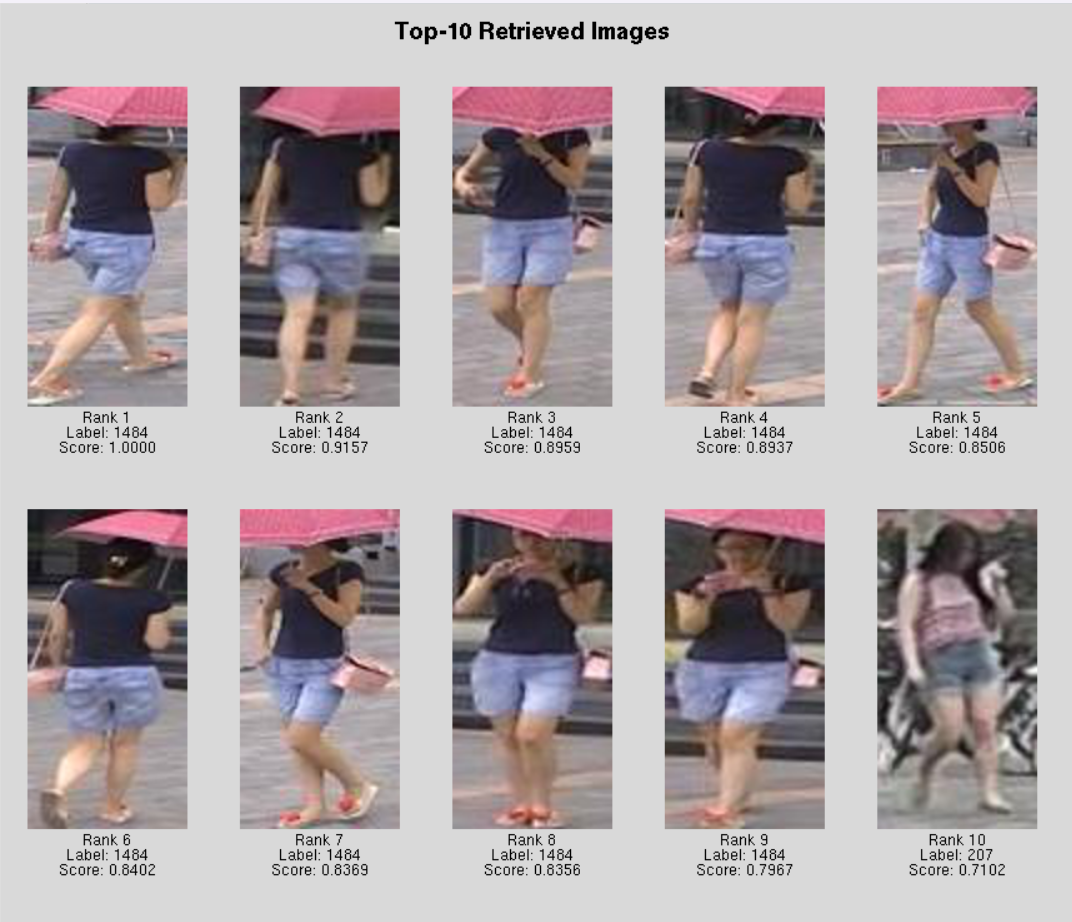 Top-10 Retrieved Images
Rank 1
Label: 1484
Score: 1.0000
Rank 2
Label: 1484
Score: 0.9157
Rank 3
Label: 1484
Score: 0.8959
Rank 4
Label: 1484
Score: 0.8937
Rank 5
Label: 1484
Score: 0.8506
Rank 6
Label: 1484
Score: 0.8402
Rank 7
Label: 1484
Score: 0.8369
Rank 8
Label: 1484
Score: 0.8356
Rank 9
Label: 1484
Score: 0.7967
Rank 10
Label: 207
Score: 0.7102